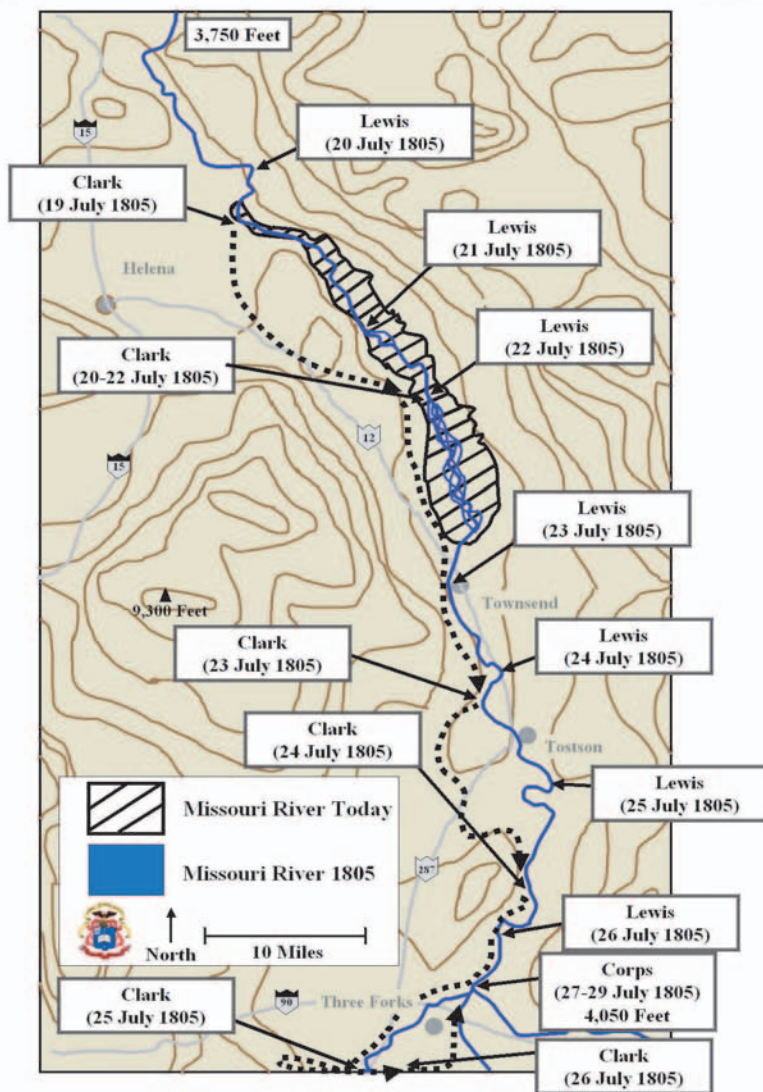 3,750 Feet
15
Lewis
(20 July 1805)
Clark
(19 July 1805)
Lewis
(21 July 1805)
Helena
Lewis
(22 July 1805)
Clark
(20-22 July 1805)
12
15
Lewis
(23 July 1805)
9,300 Feet
Townsend
Clark
(23 July 1805)
Lewis
(24 July 1805)
Clark
(24 July 1805)
Tostson
Lewis
(25 July 1805)
Missouri River Today
Missouri River 1805
287
North
10 Miles
Lewis
(26 July 1805)
Corps
(27-29 July 1805)
4,050 Feet
Clark
(25 July 1805)
90
Three Forks
Clark
(26 July 1805)